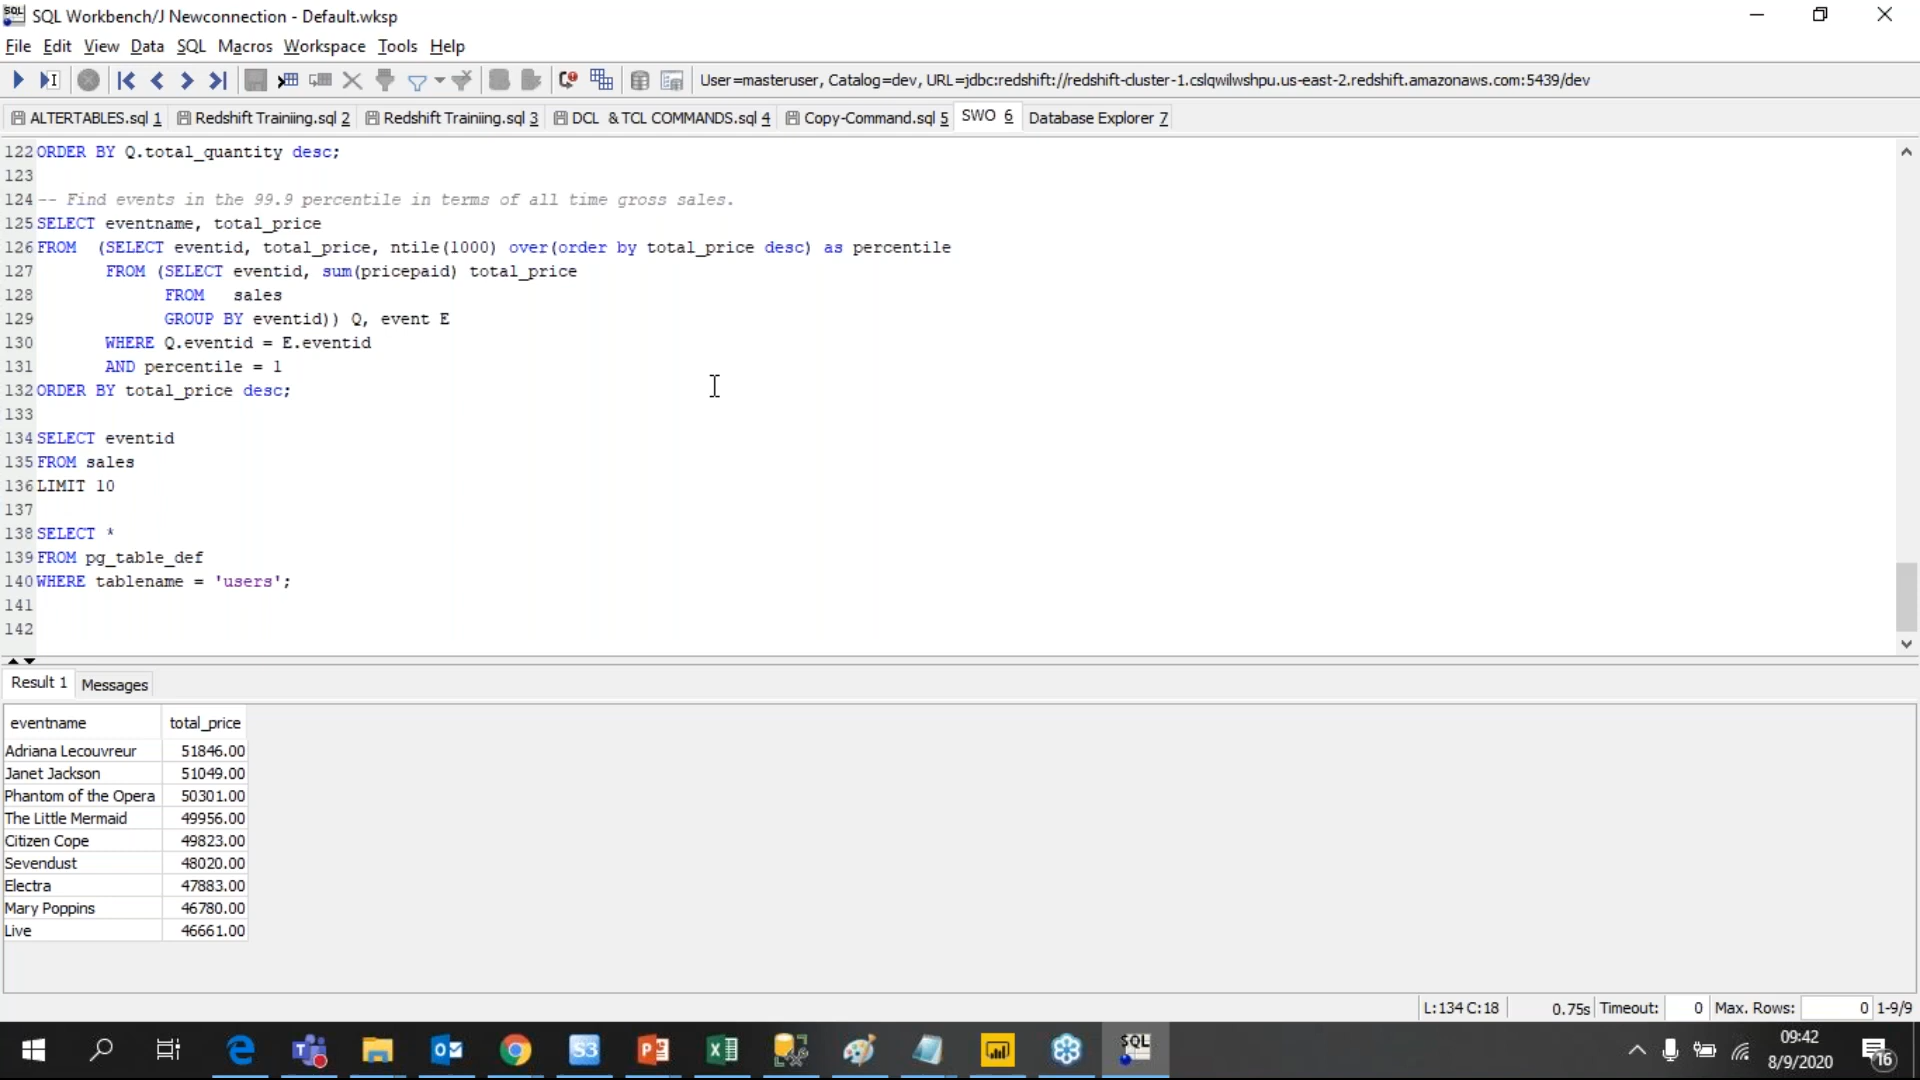 SQL Workbench/J Newconnection - Default.wksp
File Edit View Data SQL Macros Workspace Tools Help
User=masteruser, Catalog=dev, URL=jdbc:redshift://redshift-cluster-1.cslqwilwshpu.us-east-2.redshift.amazonaws.com:5439/dev
ALTERTABLES.sql 1 Redshift Trainiing.sql 2 Redshift Trainiing.sql 3 DCL & TCL COMMANDS.sql 4 Copy-Command.sql 5 SWO 6 Database Explorer 7
122 ORDER BY Q.total_quantity desc;
123
124 -- Find events in the 99.9 percentile in terms of all time gross sales.
125 SELECT eventname, total_price
126 FROM (SELECT eventid, total_price, ntile(1000) over(order by total_price desc) as percentile
127 FROM (SELECT eventid, sum(pricepaid) total_price
128 FROM sales
129 GROUP BY eventid)) Q, event E
130 WHERE Q.eventid = E.eventid
131 AND percentile = 1
132 ORDER BY total_price desc;
133
134 SELECT eventid
135 FROM sales
136 LIMIT 10
137
138 SELECT *
139 FROM pg_table_def
140 WHERE tablename = 'users';
141
142
Result 1 Messages
eventname total_price
Adriana Lecouvreur 51846.00
Janet Jackson 51049.00
Phantom of the Opera 50301.00
The Little Mermaid 49956.00
Citizen Cope 49823.00
Sevendust 48020.00
Electra 47883.00
Mary Poppins 46780.00
Live 46661.00
L:134 C:18 0.75s Timeout: 0 Max. Rows: 0 1-9/9
09:42
8/9/2020
16